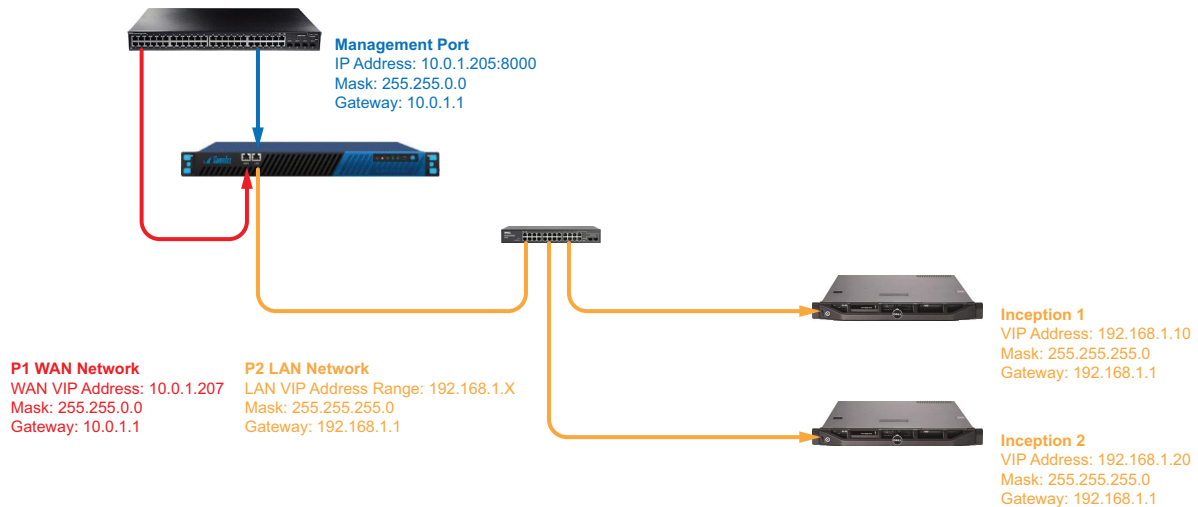 Management Port
IP Address: 10.0.1.205:8000
Mask: 255.255.0.0
Gateway: 10.0.1.1
P1 WAN Network
WAN VIP Address: 10.0.1.207
Mask: 255.255.0.0
Gateway: 10.0.1.1
P2 LAN Network
LAN VIP Address Range: 192.168.1.X
Mask: 255.255.255.0
Gateway: 192.168.1.1
Inception 1
VIP Address: 192.168.1.10
Mask: 255.255.255.0
Gateway: 192.168.1.1
Inception 2
VIP Address: 192.168.1.20
Mask: 255.255.255.0
Gateway: 192.168.1.1